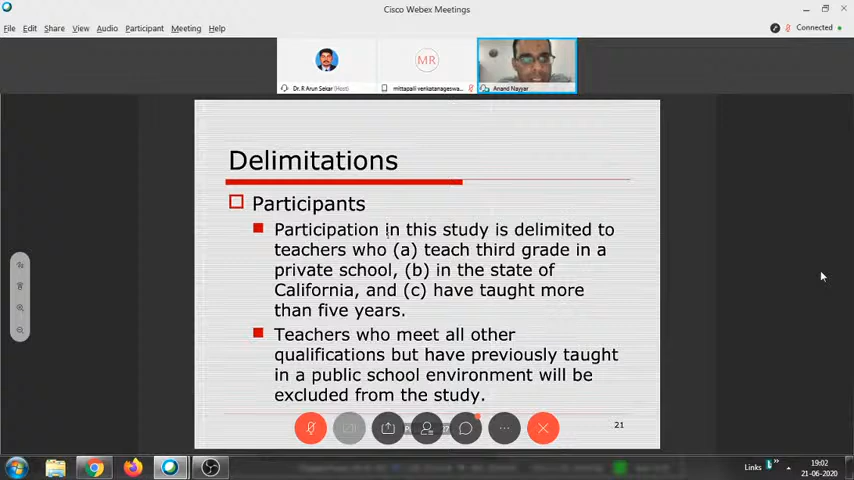 Cisco Webex Meetings
File Edit Share View Audio Participant Meeting Help
Connected
MR
Dr. R Arun Sekar (Host)
mittapalli venkatanageswa...
Anand Nayyar
Delimitations
Participants
Participation in this study is delimited to
teachers who (a) teach third grade in a
private school, (b) in the state of
California, and (c) have taught more
than five years.
Teachers who meet all other
qualifications but have previously taught
in a public school environment will be
excluded from the study.
21
Links
19:02
21-06-2020